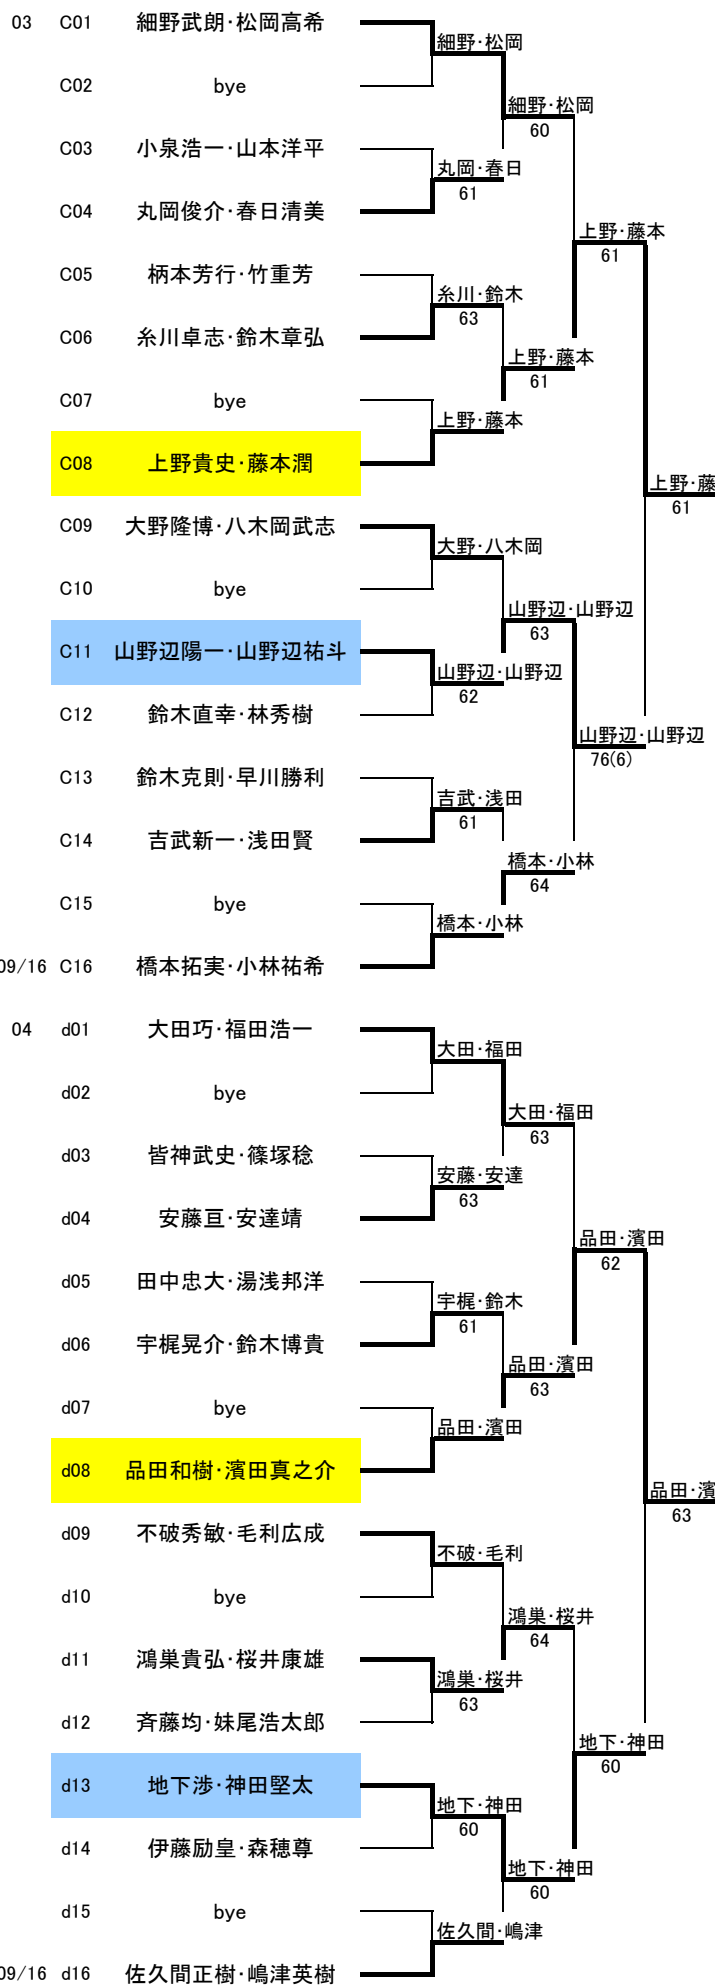 03 C01 細野武朗・松岡高希
細野・松岡
C02 bye
細野・松岡
60
C03 小泉浩一・山本洋平
丸岡・春日
61
C04 丸岡俊介・春日清美
上野・藤本
61
C05 柄本芳行・竹重芳
糸川・鈴木
63
C06 糸川卓志・鈴木章弘
上野・藤本
61
C07 bye
上野・藤本
C08 上野貴史・藤本潤
上野・藤
61
C09 大野隆博・八木岡武志
大野・八木岡
C10 bye
山野辺・山野辺
63
C11 山野辺陽一・山野辺祐斗
山野辺・山野辺
62
C12 鈴木直幸・林秀樹
山野辺・山野辺
76(6)
C13 鈴木克則・早川勝利
吉武・浅田
61
C14 吉武新一・浅田賢
橋本・小林
64
C15 bye
橋本・小林
09/16 C16 橋本拓実・小林祐希
04 d01 大田巧・福田浩一
大田・福田
d02 bye
大田・福田
63
d03 皆神武史・篠塚稔
安藤・安達
63
d04 安藤亘・安達靖
品田・濱田
62
d05 田中忠大・湯浅邦洋
宇梶・鈴木
61
d06 宇梶晃介・鈴木博貴
品田・濱田
63
d07 bye
品田・濱田
d08 品田和樹・濱田真之介
品田・濱
63
d09 不破秀敏・毛利広成
不破・毛利
d10 bye
鴻巣・桜井
64
d11 鴻巣貴弘・桜井康雄
鴻巣・桜井
63
d12 斉藤均・妹尾浩太郎
地下・神田
60
d13 地下渉・神田堅太
地下・神田
60
d14 伊藤励皇・森穂尊
地下・神田
60
d15 bye
佐久間・嶋津
09/16 d16 佐久間正樹・嶋津英樹